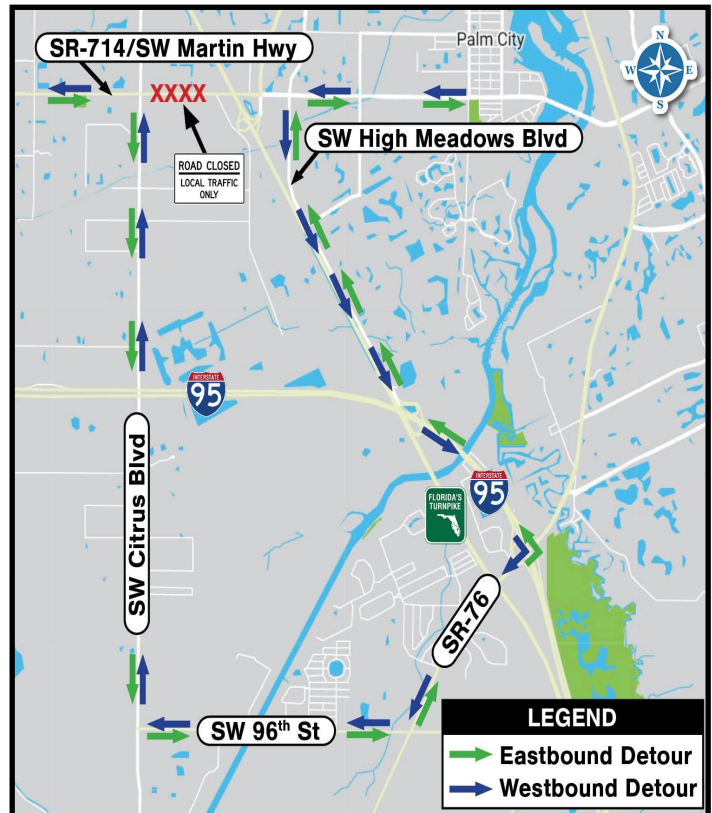 SR-714/SW Martin Hwy
Palm City
N
W
E
S
XXXX
SW High Meadows Blvd
ROAD CLOSED
LOCAL TRAFFIC
ONLY
INTERSTATE
95
SW Citrus Blvd
INTERSTATE
95
FLORIDA'S
TURNPIKE
SR-76
SW 96th St
LEGEND
Eastbound Detour
Westbound Detour